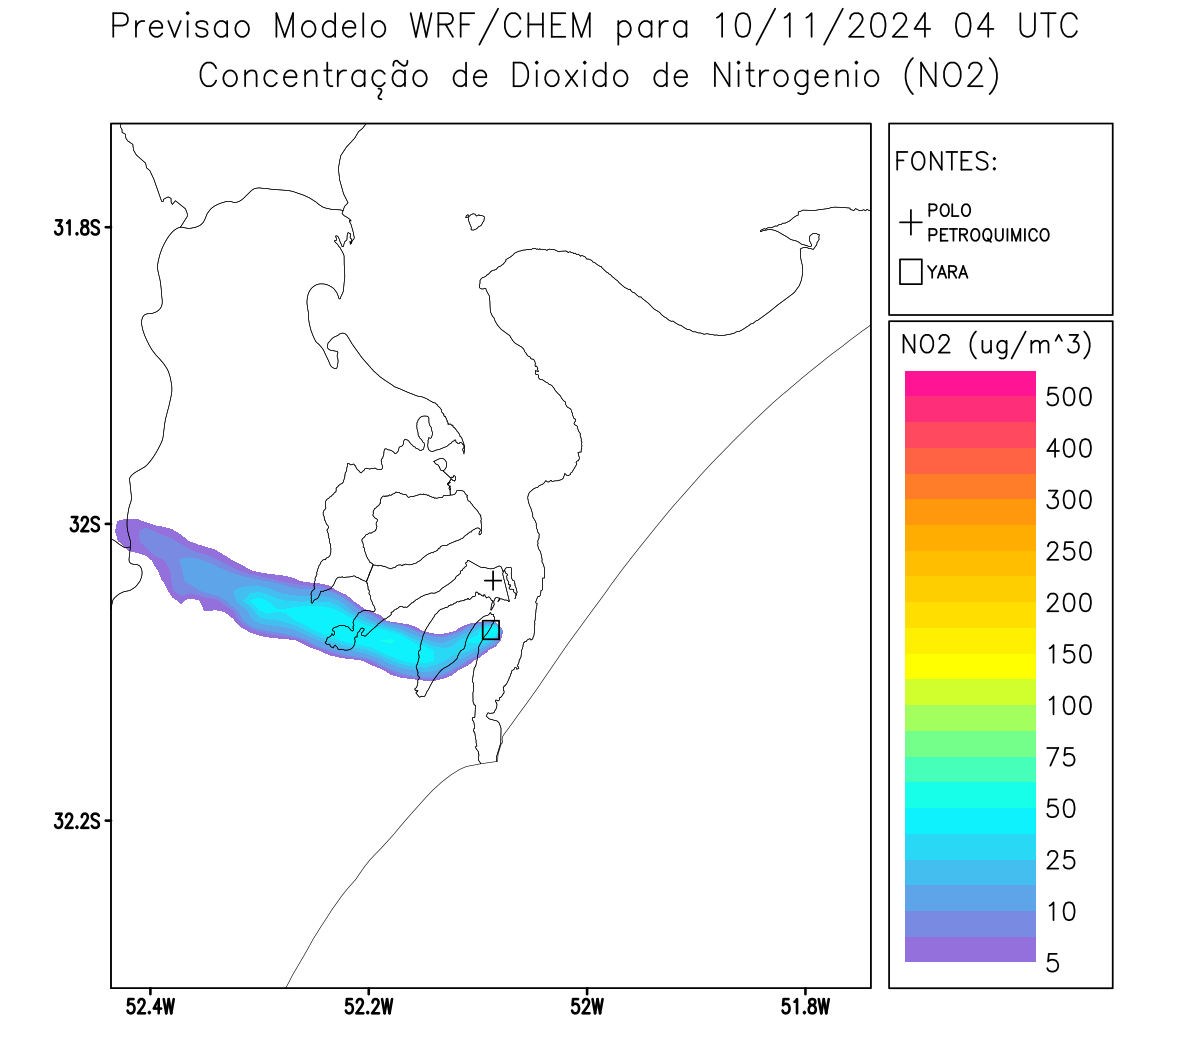 Previsao Modelo WRF/CHEM para 10/11/2024 04 UTC
Concentração de Dioxido de Nitrogenio (NO2)
FONTES:
POLO
PETROQUIMICO
YARA
NO2 (ug/m^3)
500
400
300
250
200
150
100
75
50
25
10
5
31.8S
32S
32.2S
52.4W
52.2W
52W
51.8W